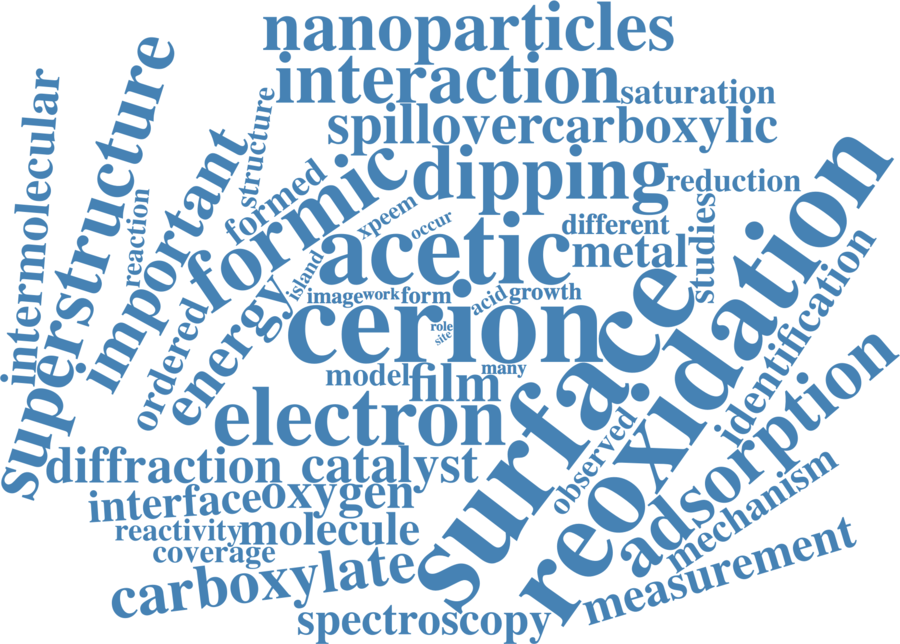 nanoparticles
interaction
saturation
spillover
carboxylic
intermolecular
superstructure
structure
important
reaction
formed
formic
dipping
reduction
xpeem
occur
different
studies
acetic
metal
island
energy
ordered
image
work
form
acid
growth
cerion
role
site
surface
reoxidation
identification
model
film
many
electron
observed
adsorption
diffraction
catalyst
interface
oxygen
mechanism
reactivity
molecule
coverage
carboxylate
measurement
spectroscopy